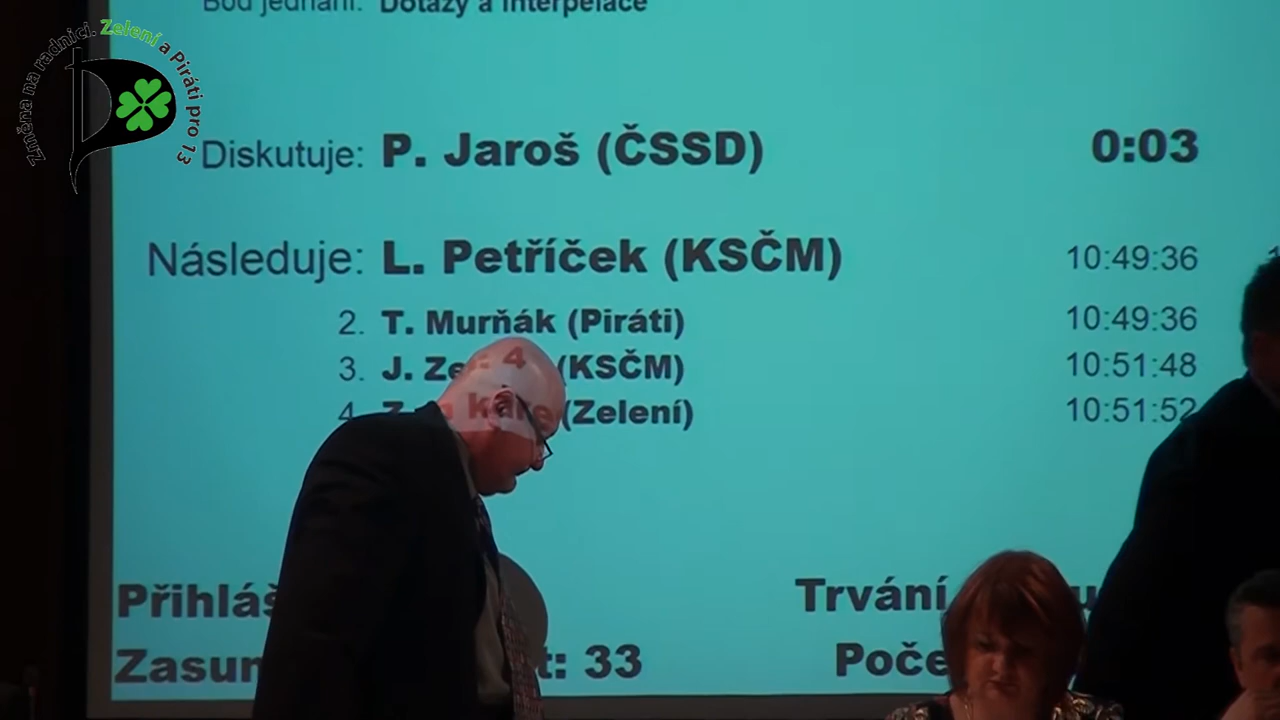 Změna na radnici. Zelení a Piráti pro 13
Bod jednání: Dotazy a interpelace
Diskutuje: P. Jaroš (ČSSD) 0:03
Následuje: L. Petříček (KSČM) 10:49:36
2. T. Murňák (Piráti) 10:49:36
3. J. (KSČM) 10:51:48
4. (Zelení) 10:51:52
Trvání
33